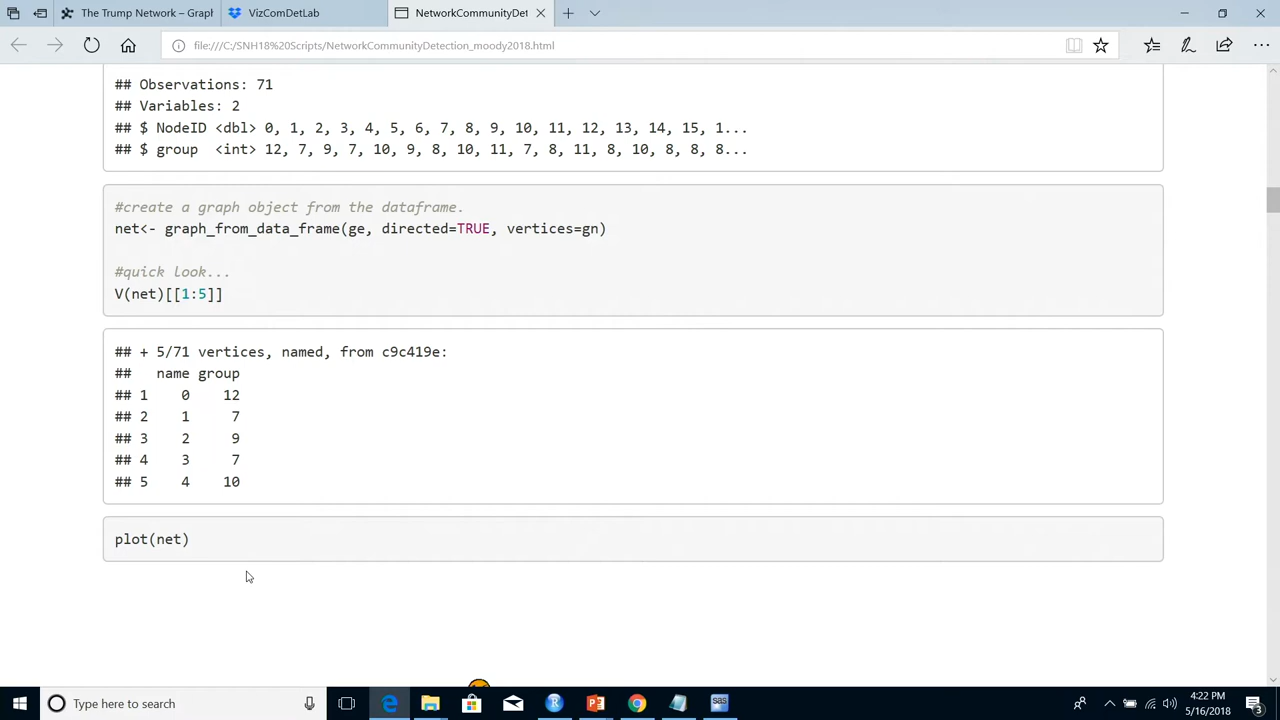 The Trump Network – Graph
VizComDetLab
NetworkCommunityDet
file:///C:/SNH18%20Scripts/NetworkCommunityDetection_moody2018.html
## Observations: 71
## Variables: 2
## $ NodeID <dbl> 0, 1, 2, 3, 4, 5, 6, 7, 8, 9, 10, 11, 12, 13, 14, 15, 1...
## $ group  <int> 12, 7, 9, 7, 10, 9, 8, 10, 11, 7, 8, 11, 8, 10, 8, 8, 8...
#create a graph object from the dataframe.
net<- graph_from_data_frame(ge, directed=TRUE, vertices=gn)
#quick look...
V(net)[[1:5]]
## + 5/71 vertices, named, from c9c419e:
##   name group
## 1    0    12
## 2    1     7
## 3    2     9
## 4    3     7
## 5    4    10
plot(net)
Type here to search
4:22 PM
5/16/2018
3